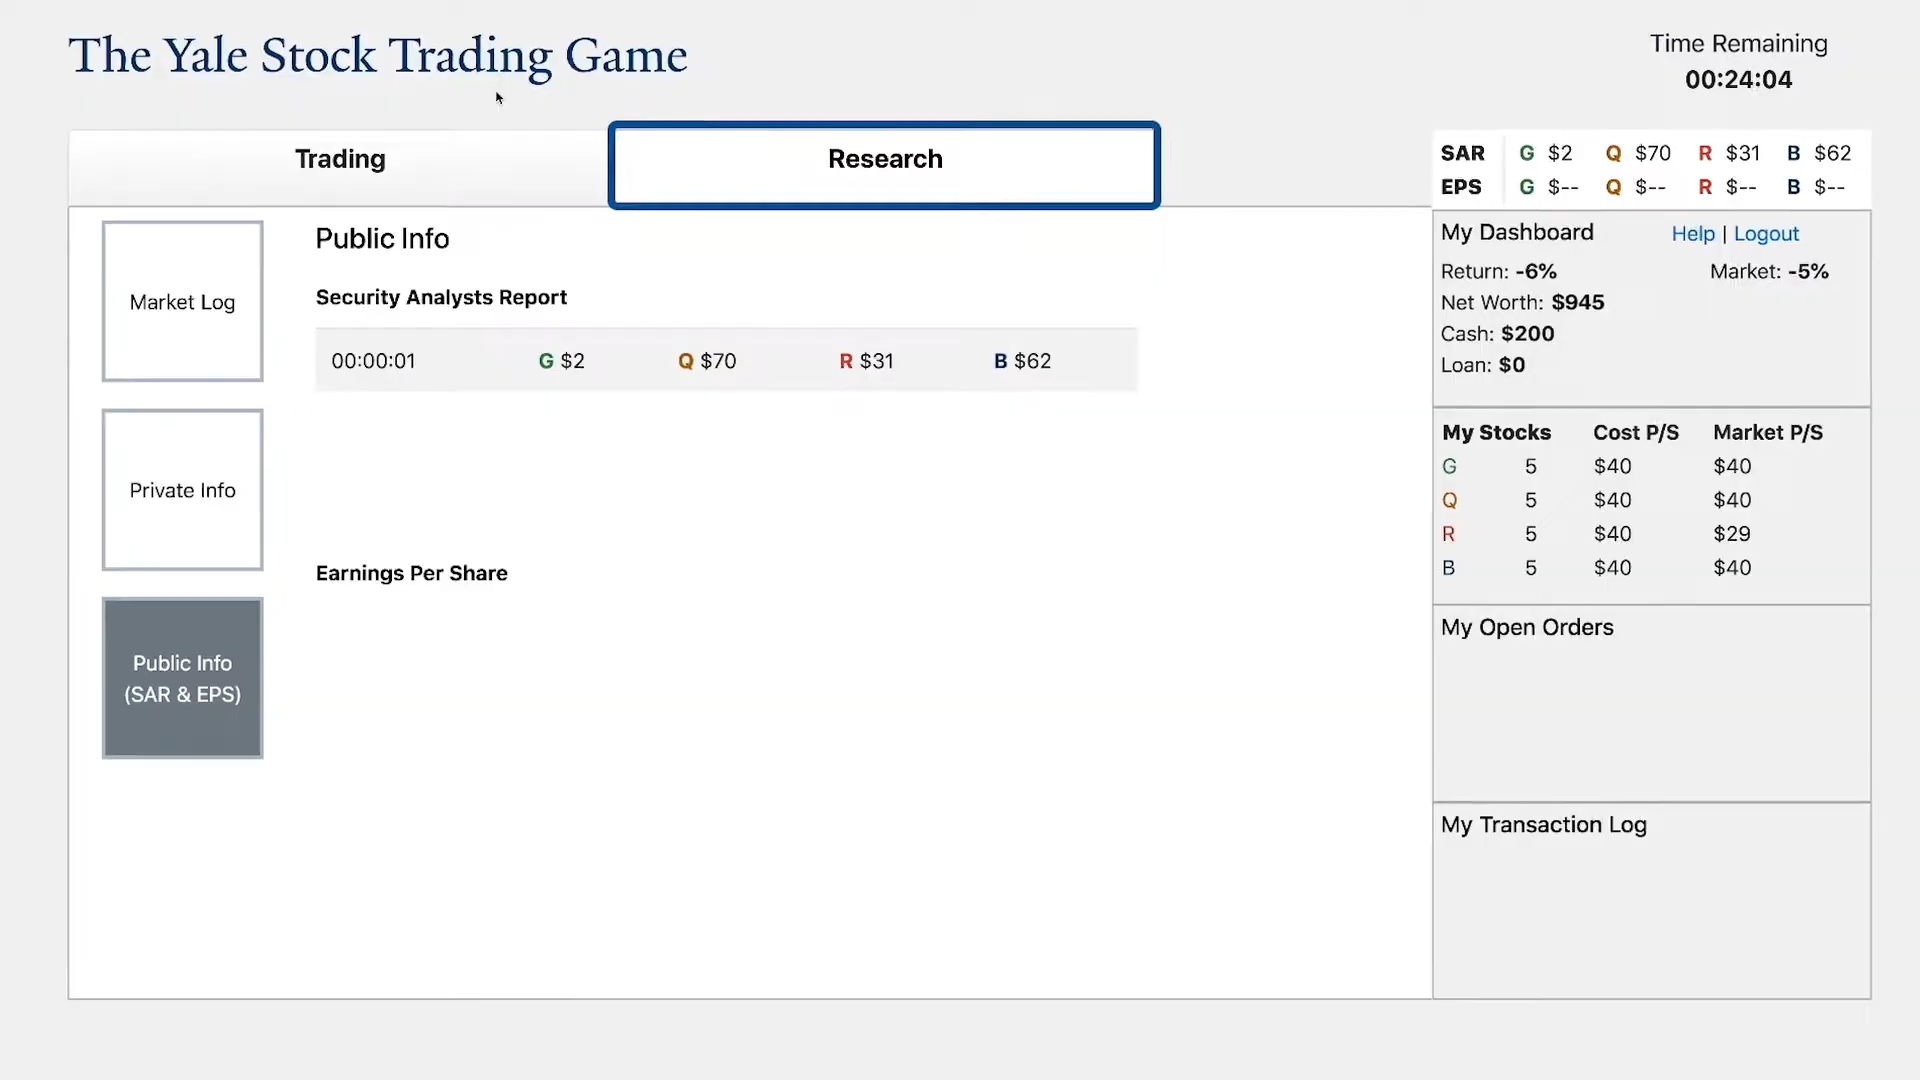 The Yale Stock Trading Game
Time Remaining
00:24:04
Trading
Research
SAR G $2 Q $70 R $31 B $62
EPS G $-- Q $-- R $-- B $--
Market Log
Private Info
Public Info
(SAR & EPS)
Public Info
Security Analysts Report
00:00:01 G $2 Q $70 R $31 B $62
Earnings Per Share
My Dashboard Help | Logout
Return: -6% Market: -5%
Net Worth: $945
Cash: $200
Loan: $0
My Stocks Cost P/S Market P/S
G 5 $40 $40
Q 5 $40 $40
R 5 $40 $29
B 5 $40 $40
My Open Orders
My Transaction Log